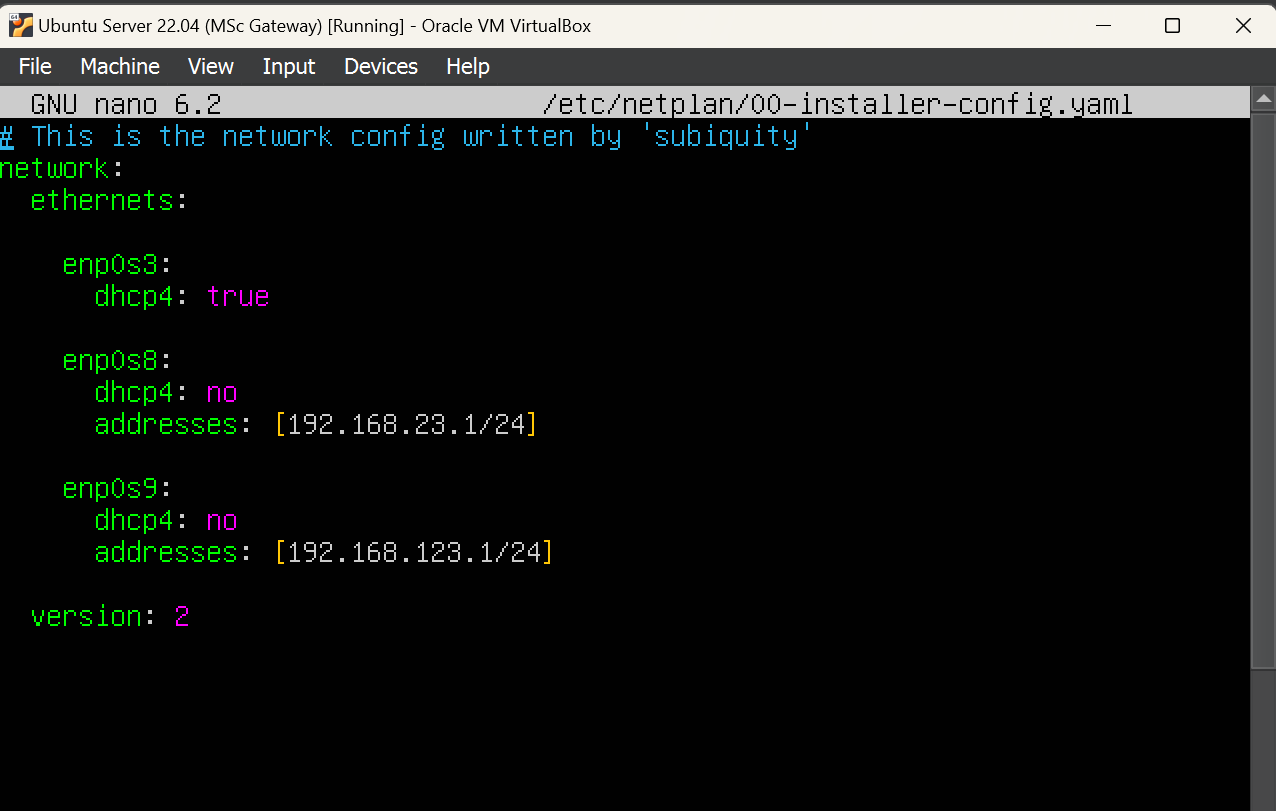 Ubuntu Server 22.04 (MSc Gateway) [Running] - Oracle VM VirtualBox
File Machine View Input Devices Help
GNU nano 6.2 /etc/netplan/00-installer-config.yaml
# This is the network config written by 'subiquity'
network:
  ethernets:
    enp0s3:
      dhcp4: true
    enp0s8:
      dhcp4: no
      addresses: [192.168.23.1/24]
    enp0s9:
      dhcp4: no
      addresses: [192.168.123.1/24]
  version: 2